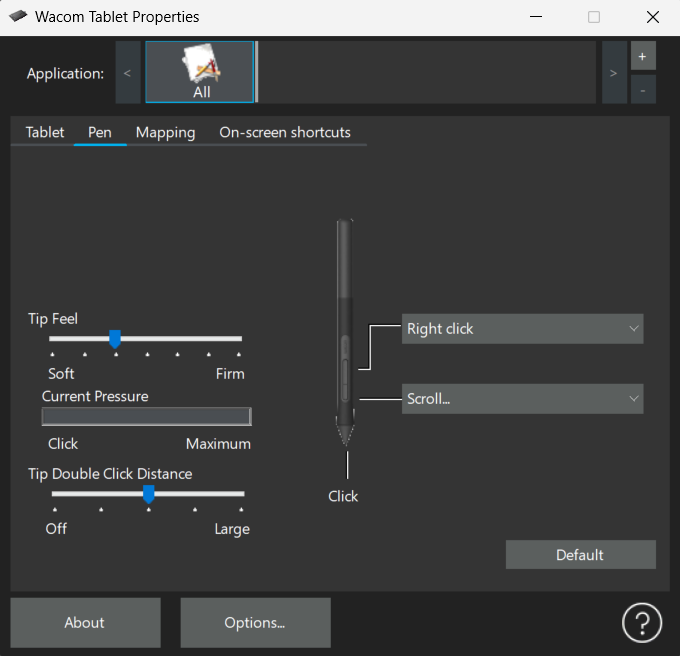 Wacom Tablet Properties
Application:
<
All
>
+
-
Tablet Pen Mapping On-screen shortcuts
Tip Feel
Soft Firm
Right click
Current Pressure
Scroll...
Click Maximum
Tip Double Click Distance
Click
Off Large
Default
About Options... ?